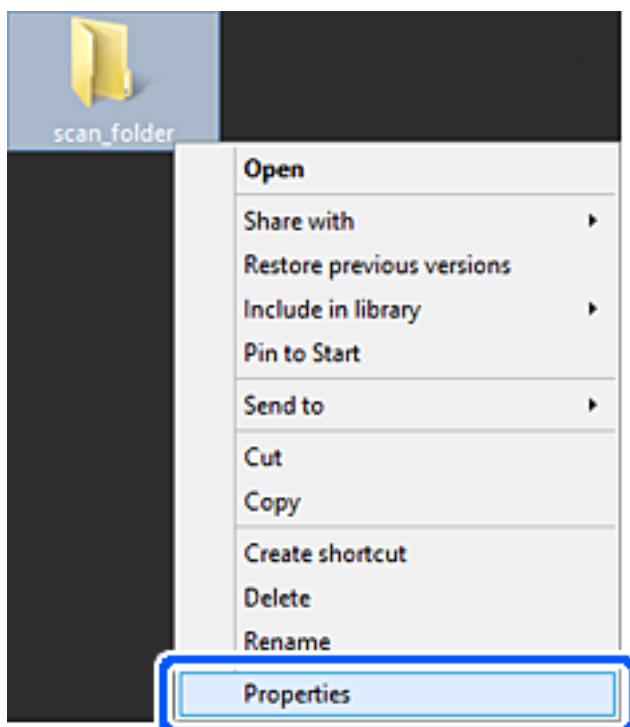 scan_folder
Open
Share with
Restore previous versions
Include in library
Pin to Start
Send to
Cut
Copy
Create shortcut
Delete
Rename
Properties